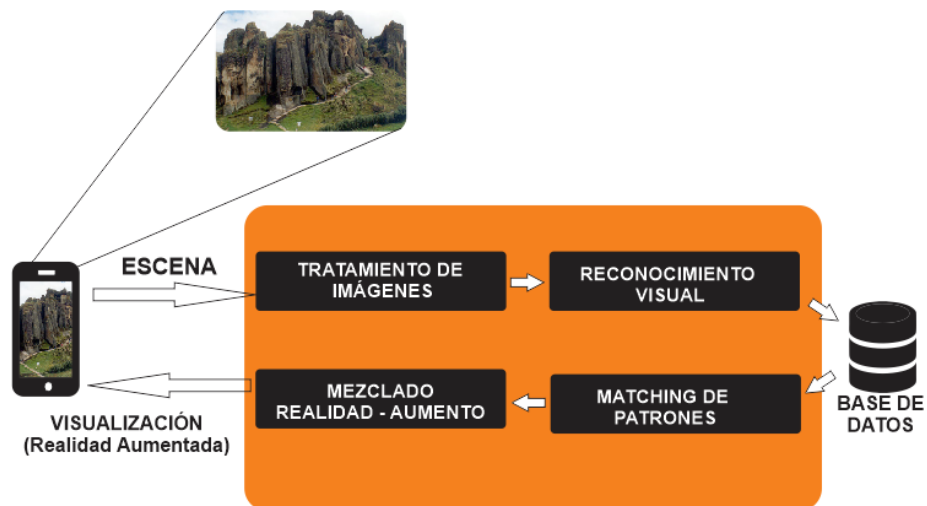 ESCENA
TRATAMIENTO DE
IMÁGENES
RECONOCIMIENTO
VISUAL
MEZCLADO
REALIDAD - AUMENTO
MATCHING DE
PATRONES
BASE DE
DATOS
VISUALIZACIÓN
(Realidad Aumentada)